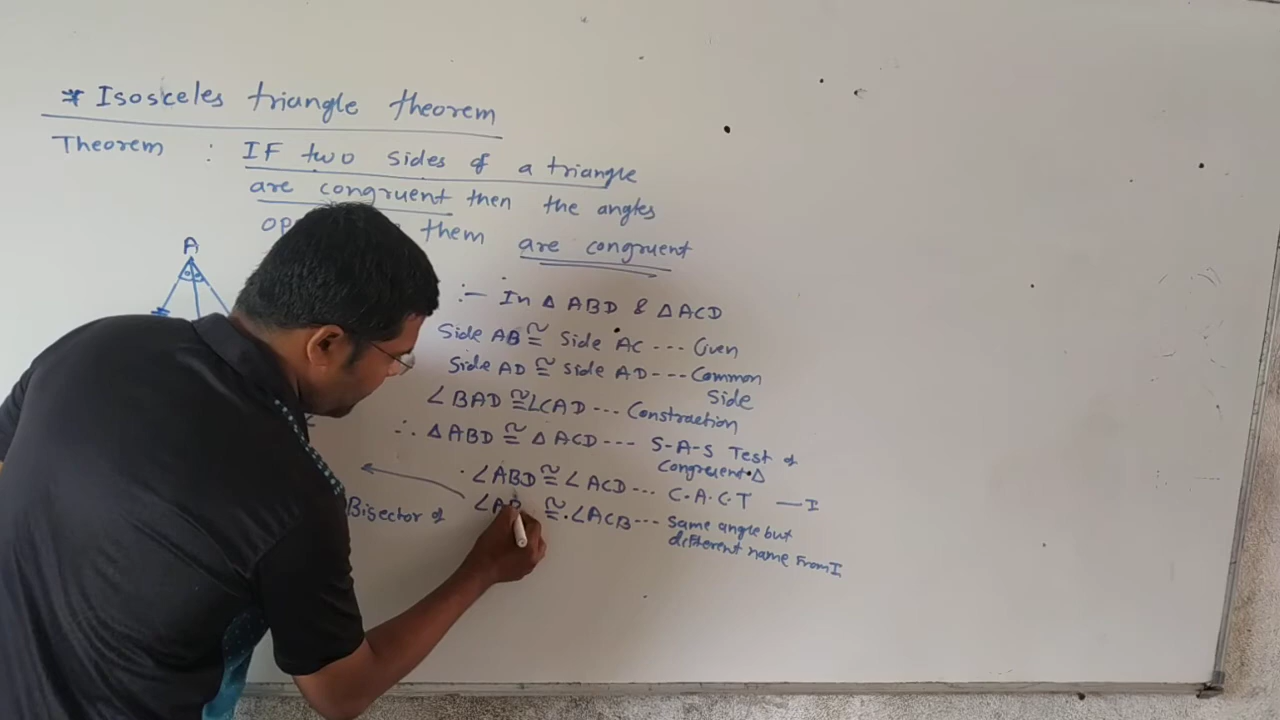 * Isosceles triangle theorem
Theorem : IF two sides of a triangle
are congruent then the angles
them are congruent
A
:- In Δ ABD & Δ ACD
Side AB ≅ Side AC --- Given
Side AD ≅ Side AD --- Common
Side
∠BAD ≅ ∠CAD --- Constraction
∴ Δ ABD ≅ Δ ACD --- S-A-S Test of
Congruent Δ
∠ABD ≅ ∠ACD --- C.A.C.T — I
Bisector of
≅ ∠ACB --- Same angle but
different name From I